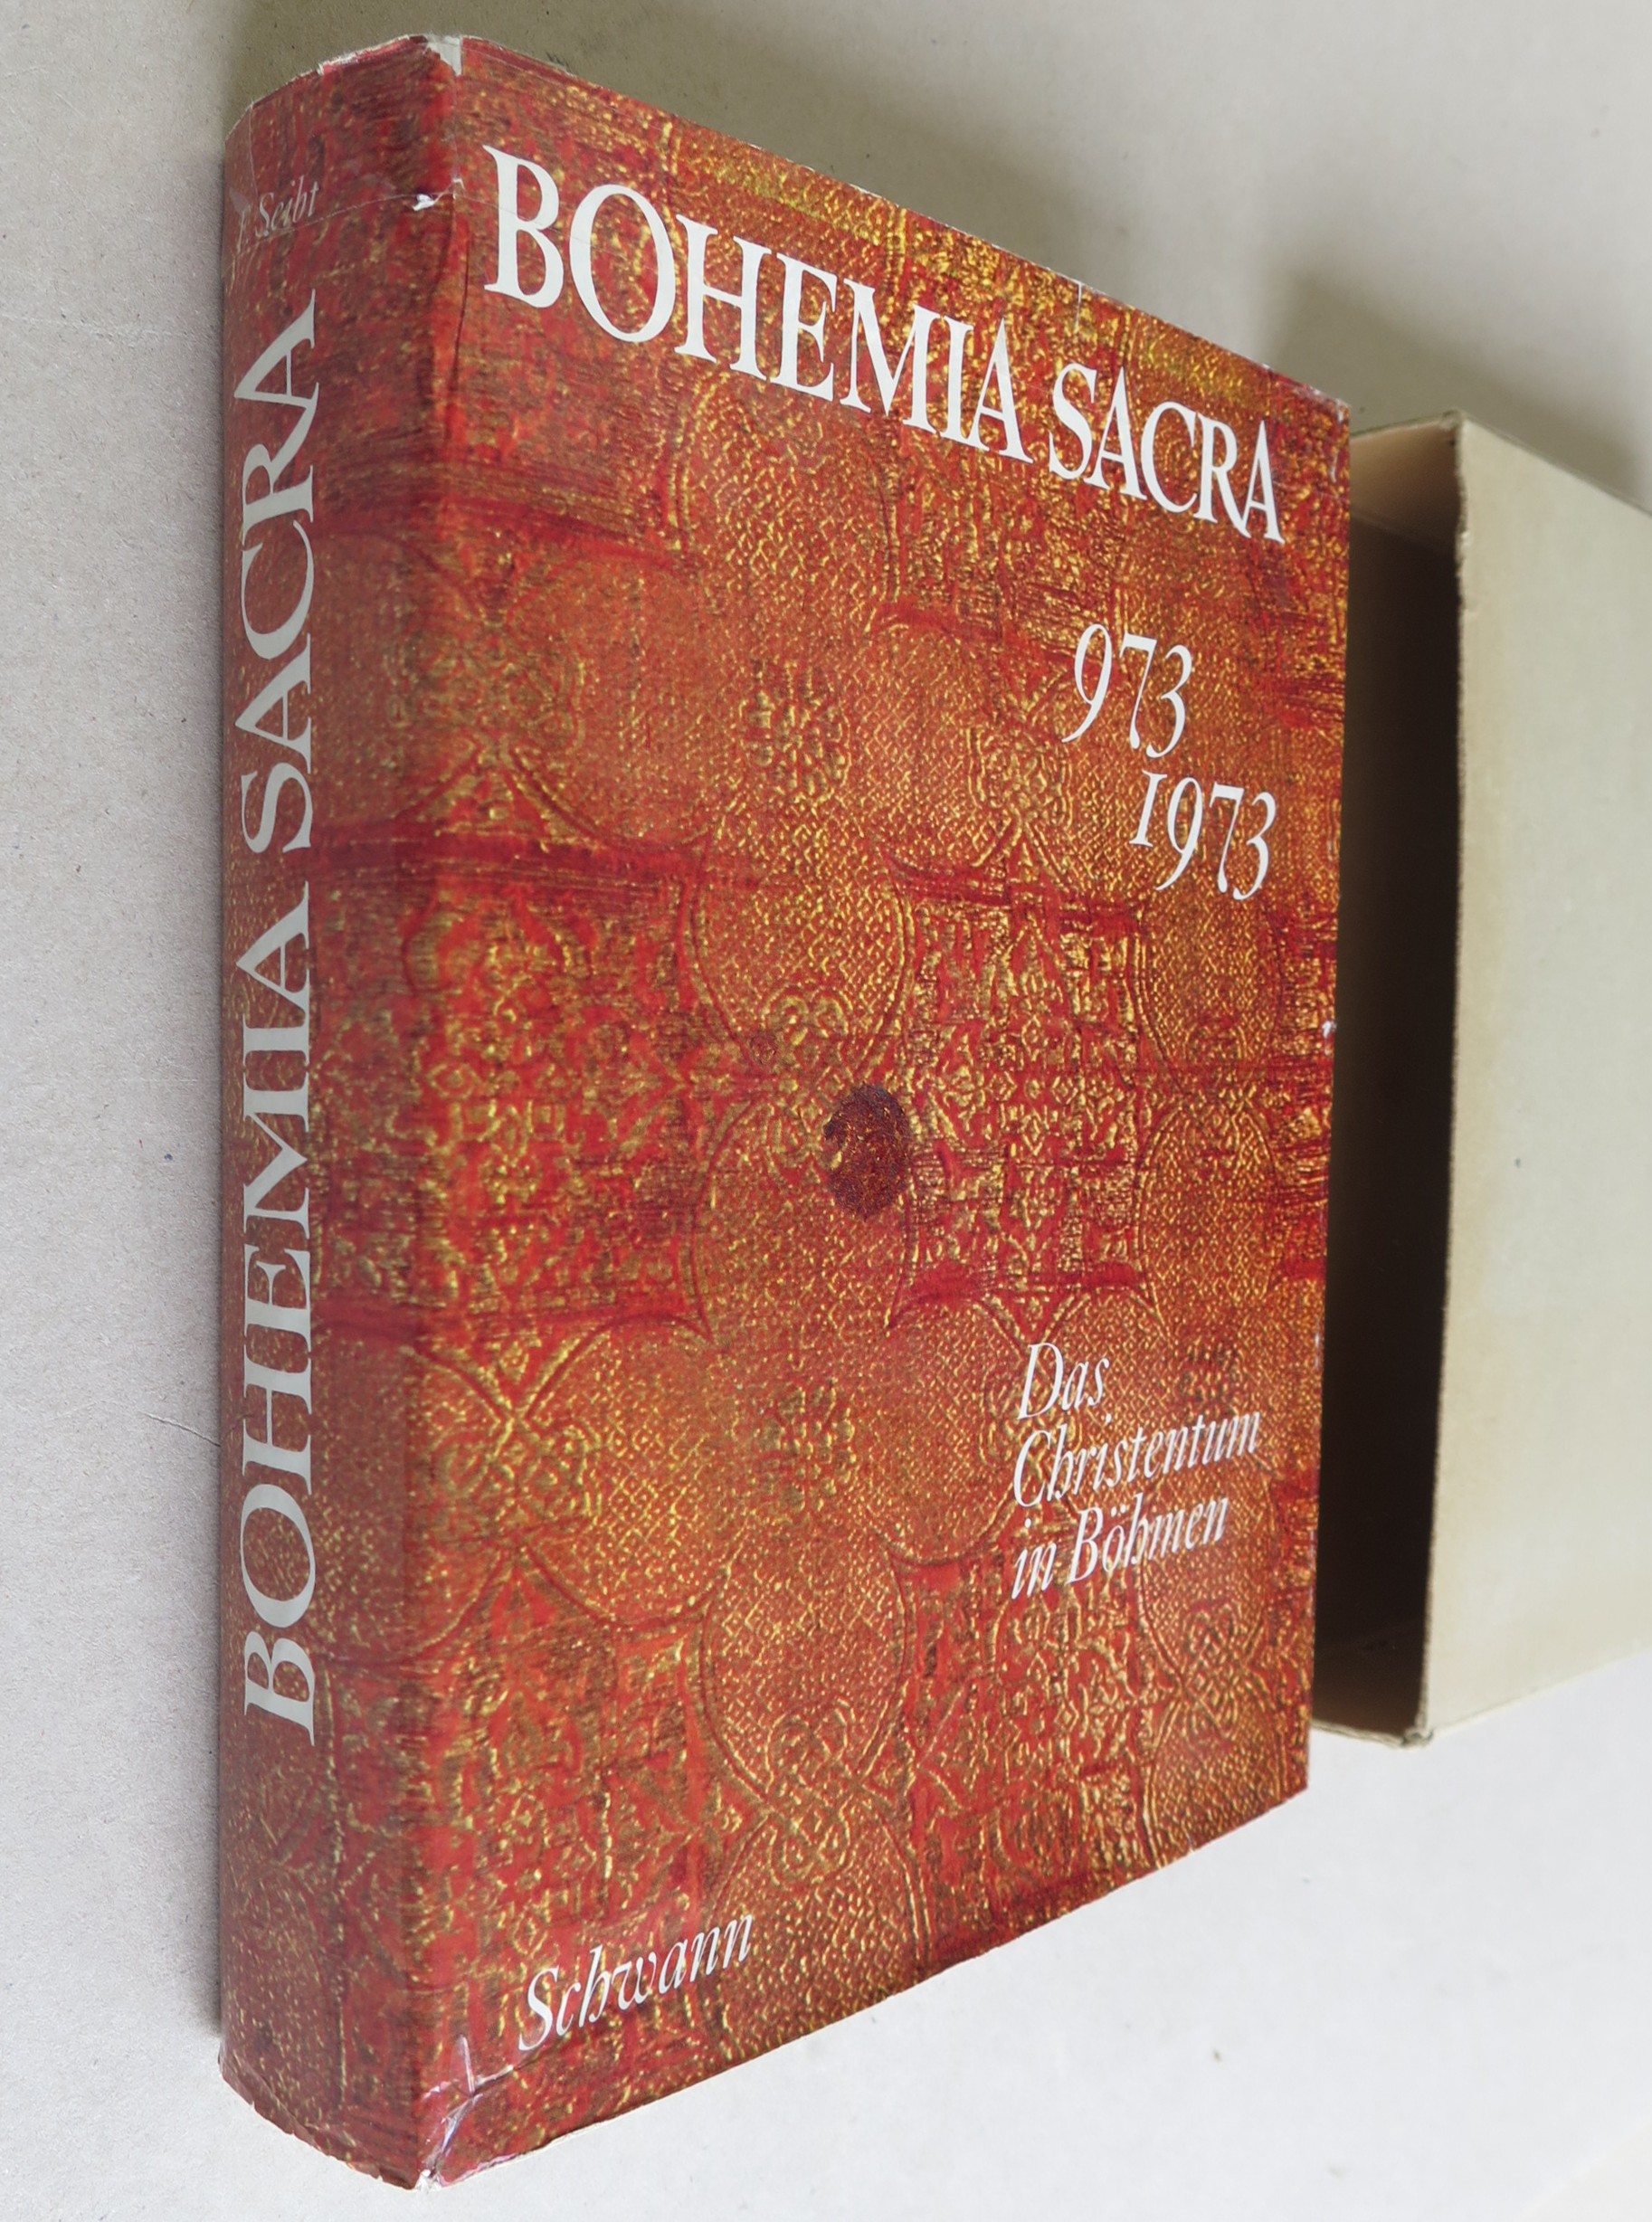 F. Seibt
BOHEMIA SACRA
BOHEMIA SACRA
973
1973
Das
Christentum
in Böhmen
Schwann